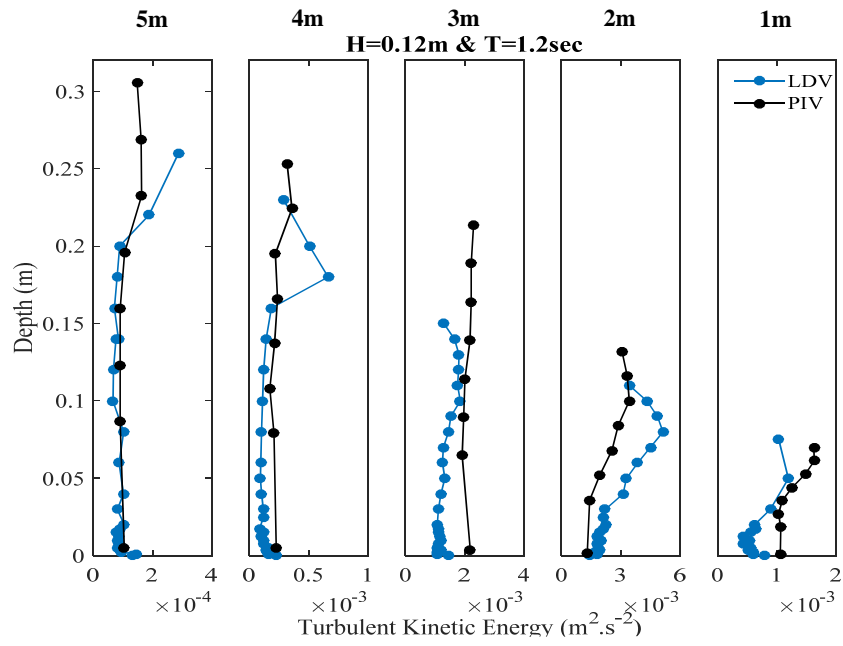 5m 4m 3m 2m 1m
H=0.12m & T=1.2sec
LDV
PIV
Depth (m)
0.3
0.25
0.2
0.15
0.1
0.05
0
0 2 4
0 0.5 1
0 2 4
0 3 6
0 1 2
×10-4 ×10-3 ×10-3 ×10-3 ×10-3
Turbulent Kinetic Energy (m2.s-2)